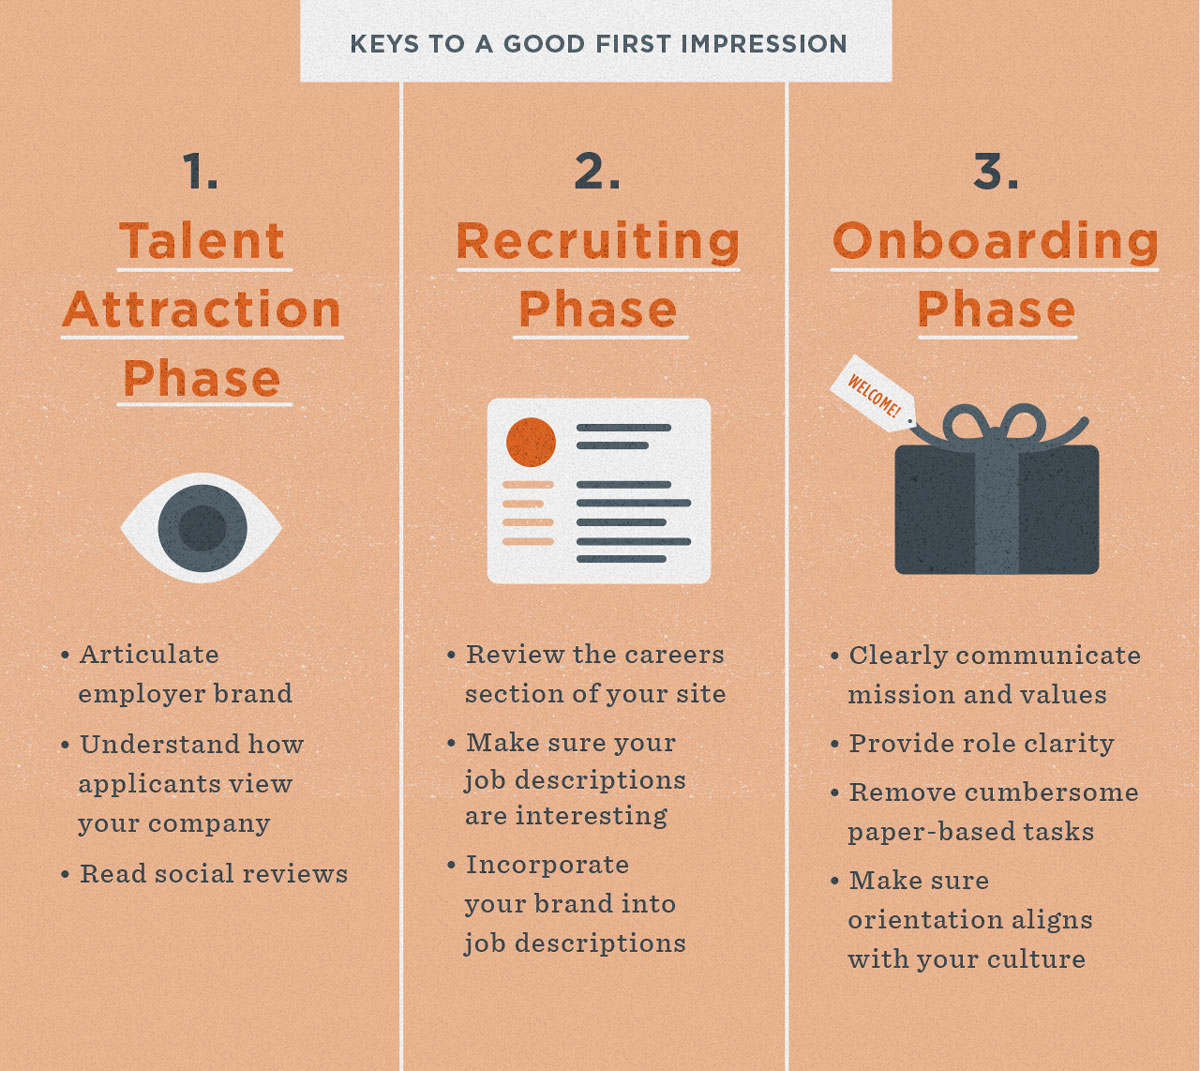 KEYS TO A GOOD FIRST IMPRESSION
1.
Talent
Attraction
Phase
• Articulate
employer brand
• Understand how
applicants view
your company
• Read social reviews
2.
Recruiting
Phase
• Review the careers
section of your site
• Make sure your
job descriptions
are interesting
• Incorporate
your brand into
job descriptions
3.
Onboarding
Phase
WELCOME!
• Clearly communicate
mission and values
• Provide role clarity
• Remove cumbersome
paper-based tasks
• Make sure
orientation aligns
with your culture